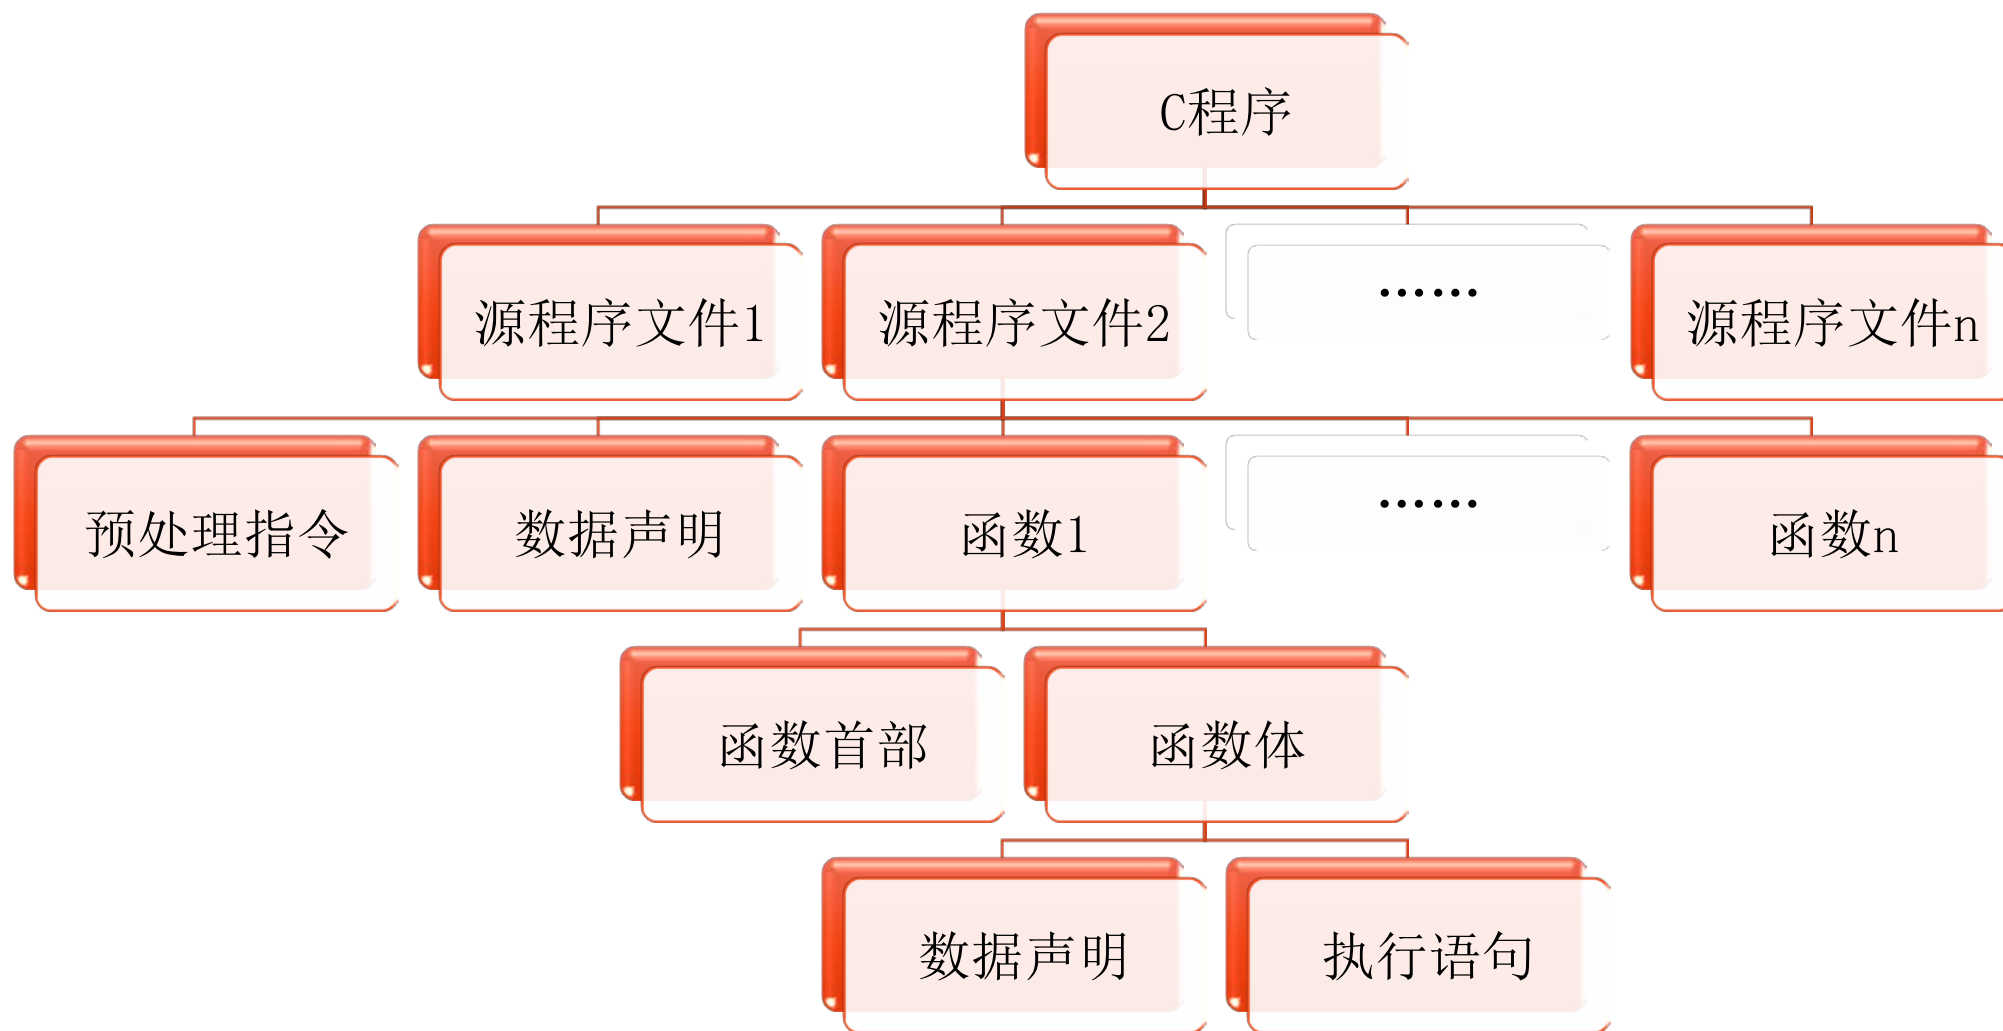 C程序
源程序文件1
源程序文件2
……
源程序文件n
预处理指令
数据声明
函数1
……
函数n
函数首部
函数体
数据声明
执行语句